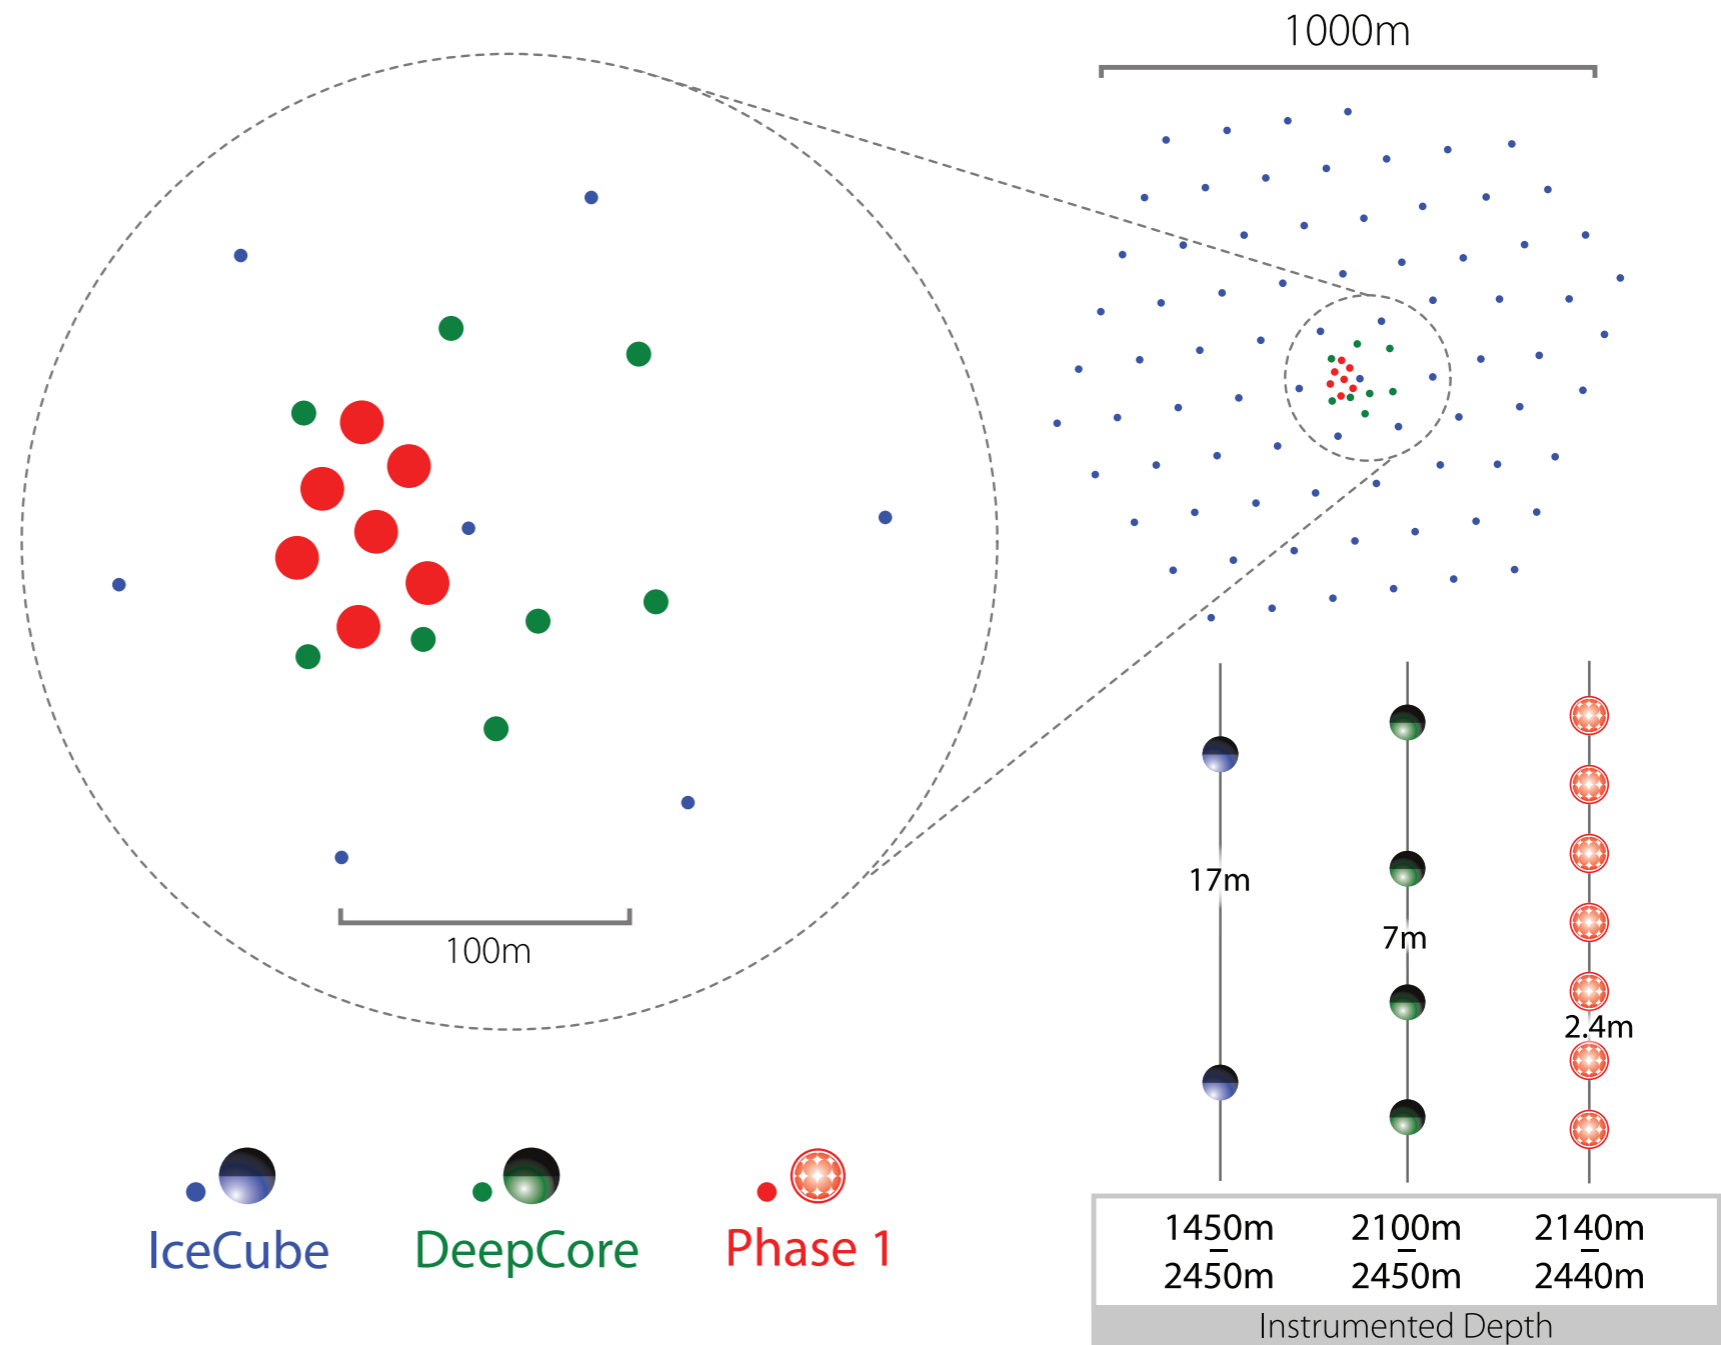 1000m
100m
17m
7m
2.4m
IceCube
DeepCore
Phase 1
1450m
–
2450m
2100m
–
2450m
2140m
–
2440m
Instrumented Depth